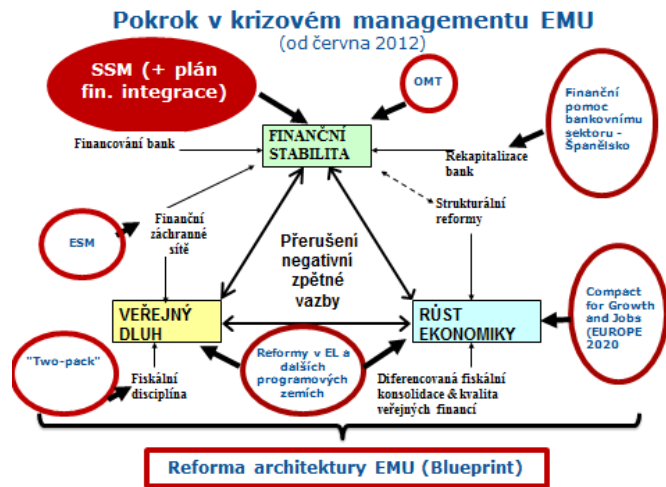 Pokrok v krizovém managementu EMU
(od června 2012)
SSM (+ plán
fin. integrace)
OMT
Finanční
pomoc
bankovnímu
sektoru -
Španělsko
Financování bank
FINANČNÍ
STABILITA
Rekapitalizace
bank
ESM
Finanční
záchranné
sítě
Strukturální
reformy
Přerušení
negativní
zpětné
vazby
VEŘEJNÝ
DLUH
RŮST
EKONOMIKY
Compact for
Growth and
Jobs
(EUROPE
2020
"Two-pack"
Fiskální
disciplína
Reformy v EL a
dalších
programových
zemích
Diferencovaná fiskální
konsolidace & kvalita
veřejných financí
Reforma architektury EMU (Blueprint)